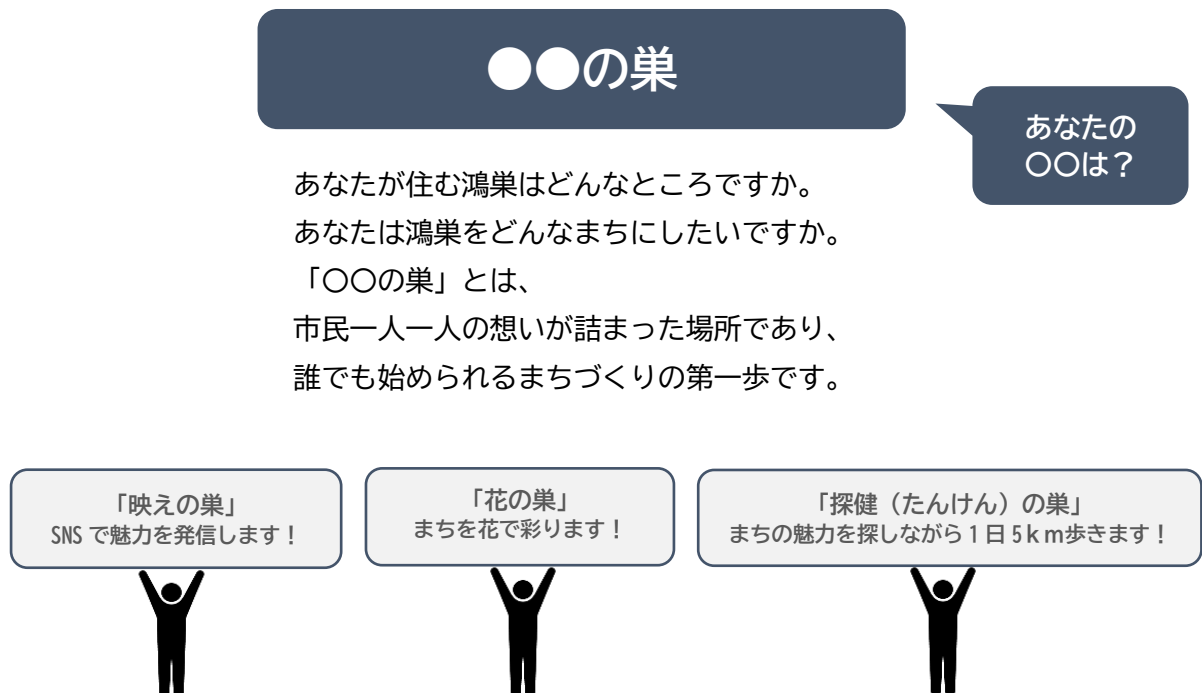 ●●の巣
あなたの
〇〇は？
あなたが住む鴻巣はどんなところですか。
あなたは鴻巣をどんなまちにしたいですか。
「〇〇の巣」とは、
市民一人一人の想いが詰まった場所であり、
誰でも始められるまちづくりの第一歩です。
「映えの巣」
SNS で魅力を発信します！
「花の巣」
まちを花で彩ります！
「探健（たんけん）の巣」
まちの魅力を探しながら１日５ｋｍ歩きます！